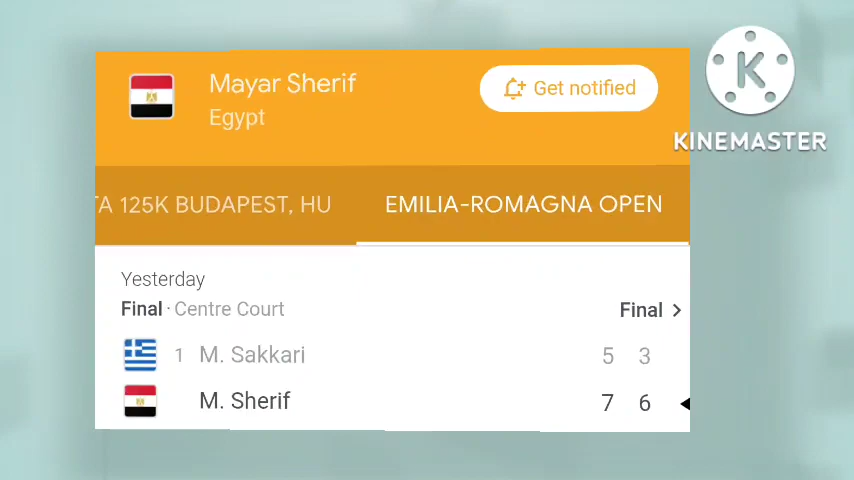 Mayar Sherif
Egypt
Get notified
K
KINEMASTER
TA 125K BUDAPEST, HU
EMILIA-ROMAGNA OPEN
Yesterday
Final · Centre Court
Final >
1 M. Sakkari 5 3
M. Sherif 7 6